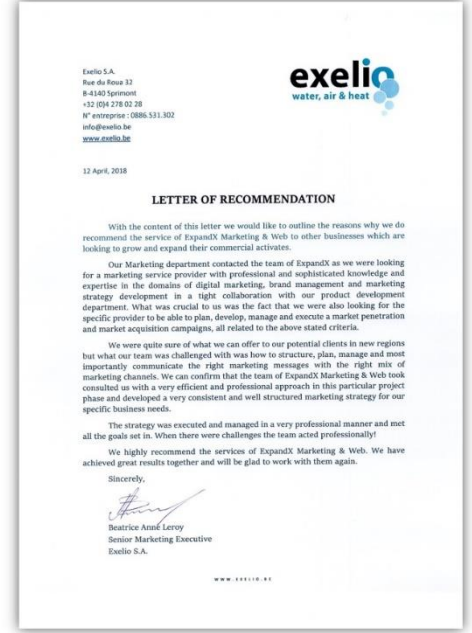 Exelio S.A.
Rue du Roua 32
B-4140 Sprimont
+32 (0)4 278 02 28
N° entreprise : 0886.531.302
info@exelio.be
www.exelio.be
exelio
water, air & heat
12 April, 2018
LETTER OF RECOMMENDATION
With the content of this letter we would like to outline the reasons why we do
recommend the service of ExpandX Marketing & Web to other businesses which are
looking to grow and expand their commercial activates.
Our Marketing department contacted the team of ExpandX as we were looking
for a marketing service provider with professional and sophisticated knowledge and
expertise in the domains of digital marketing, brand management and marketing
strategy development in a tight collaboration with our product development
department. What was crucial to us was the fact that we were also looking for the
specific provider to be able to plan, develop, manage and execute a market penetration
and market acquisition campaigns, all related to the above stated criteria.
We were quite sure of what we can offer to our potential clients in new regions
but what our team was challenged with was how to structure, plan, manage and most
importantly communicate the right marketing messages with the right mix of
marketing channels. We can confirm that the team of ExpandX Marketing & Web took
consulted us with a very efficient and professional approach in this particular project
phase and developed a very consistent and well structured marketing strategy for our
specific business needs.
The strategy was executed and managed in a very professional manner and met
all the goals set in. When there were challenges the team acted professionally!
We highly recommend the services of ExpandX Marketing & Web. We have
achieved great results together and will be glad to work with them again.
Sincerely,
Beatrice Anne Leroy
Senior Marketing Executive
Exelio S.A.
WWW.EXELIO.BE